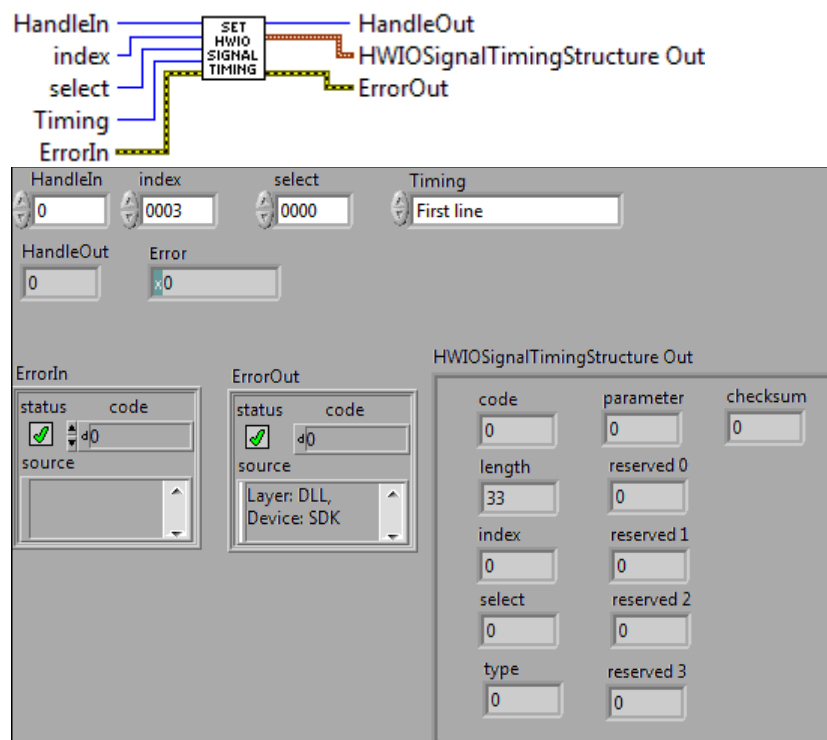 HandleIn
index
select
Timing
ErrorIn
SET
HWIO
SIGNAL
TIMING
HandleOut
HWIOSignalTimingStructure Out
ErrorOut
HandleIn index select Timing
0 0003 0000 First line
HandleOut Error
0 x0
ErrorIn
status code
d0
source
ErrorOut
status code
d0
source
Layer: DLL,
Device: SDK
HWIOSignalTimingStructure Out
code parameter checksum
0 0 0
length reserved 0
33 0
index reserved 1
0 0
select reserved 2
0 0
type reserved 3
0 0